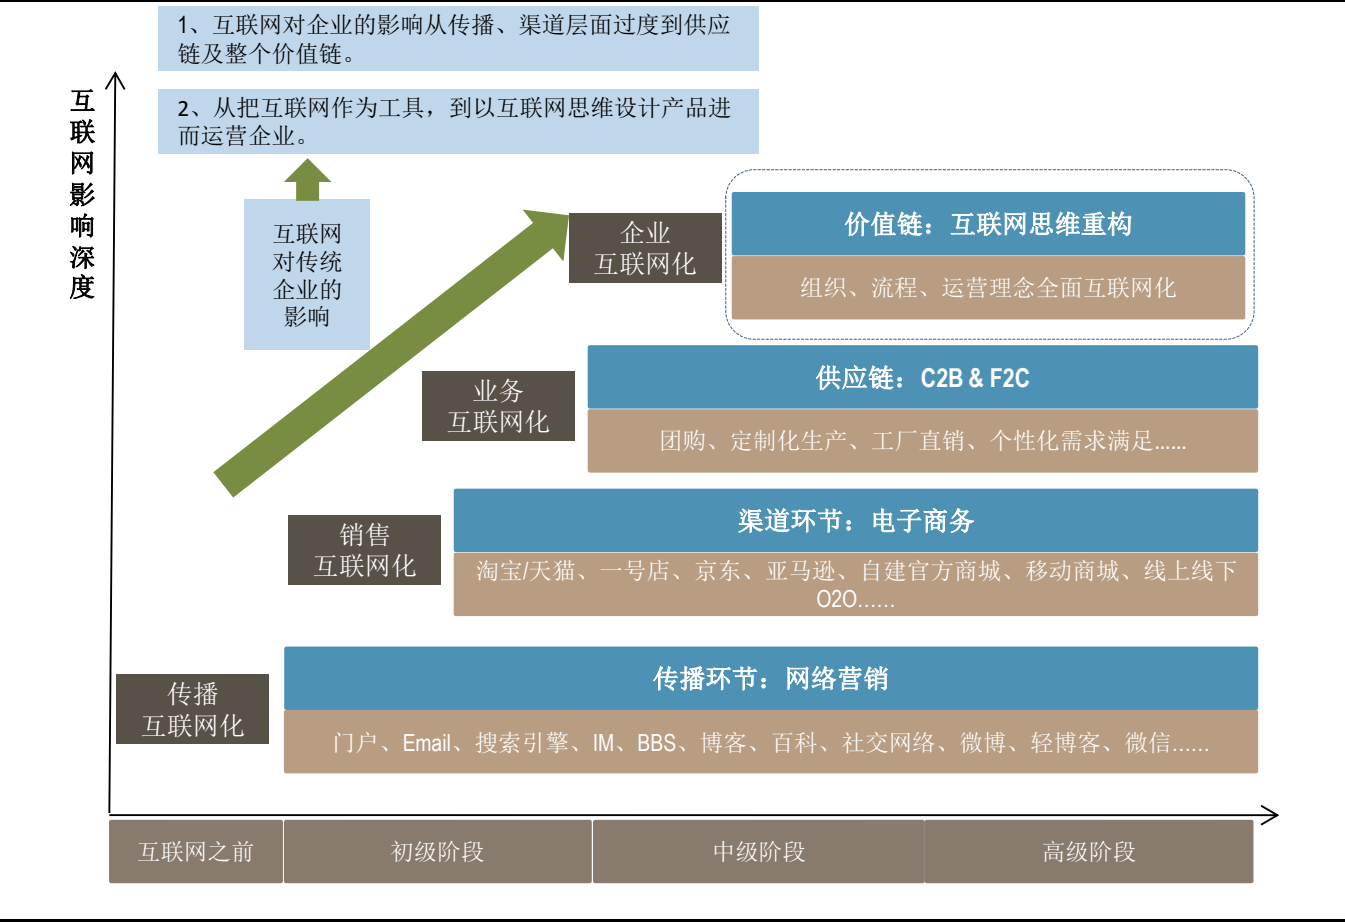 1、互联网对企业的影响从传播、渠道层面过度到供应
链及整个价值链。
2、从把互联网作为工具，到以互联网思维设计产品进
而运营企业。
互联网影响深度
互联网
对传统
企业的
影响
企业
互联网化
价值链：互联网思维重构
组织、流程、运营理念全面互联网化
业务
互联网化
供应链：C2B & F2C
团购、定制化生产、工厂直销、个性化需求满足......
销售
互联网化
渠道环节：电子商务
淘宝/天猫、一号店、京东、亚马逊、自建官方商城、移动商城、线上线下
O2O......
传播
互联网化
传播环节：网络营销
门户、Email、搜索引擎、IM、BBS、博客、百科、社交网络、微博、轻博客、微信......
互联网之前
初级阶段
中级阶段
高级阶段